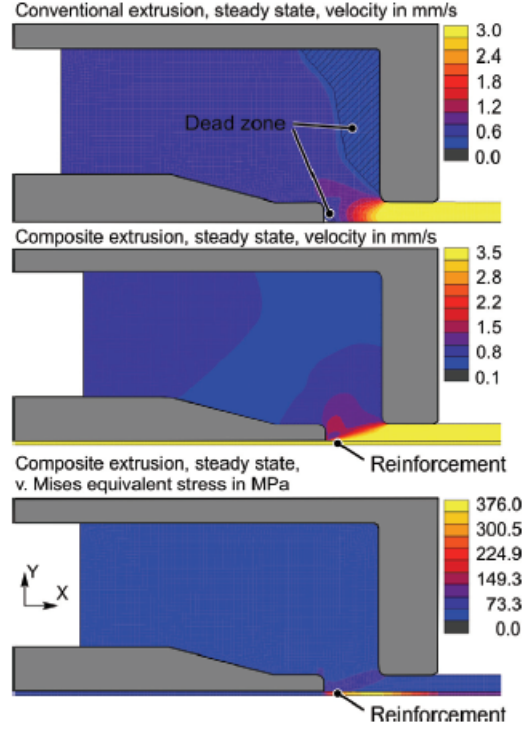 Conventional extrusion, steady state, velocity in mm/s
3.0
2.4
1.8
1.2
0.6
0.0
Dead zone
Composite extrusion, steady state, velocity in mm/s
3.5
2.8
2.2
1.5
0.8
0.1
Reinforcement
Composite extrusion, steady state,
v. Mises equivalent stress in MPa
376.0
300.5
224.9
149.3
73.3
0.0
Y
X
Reinforcement